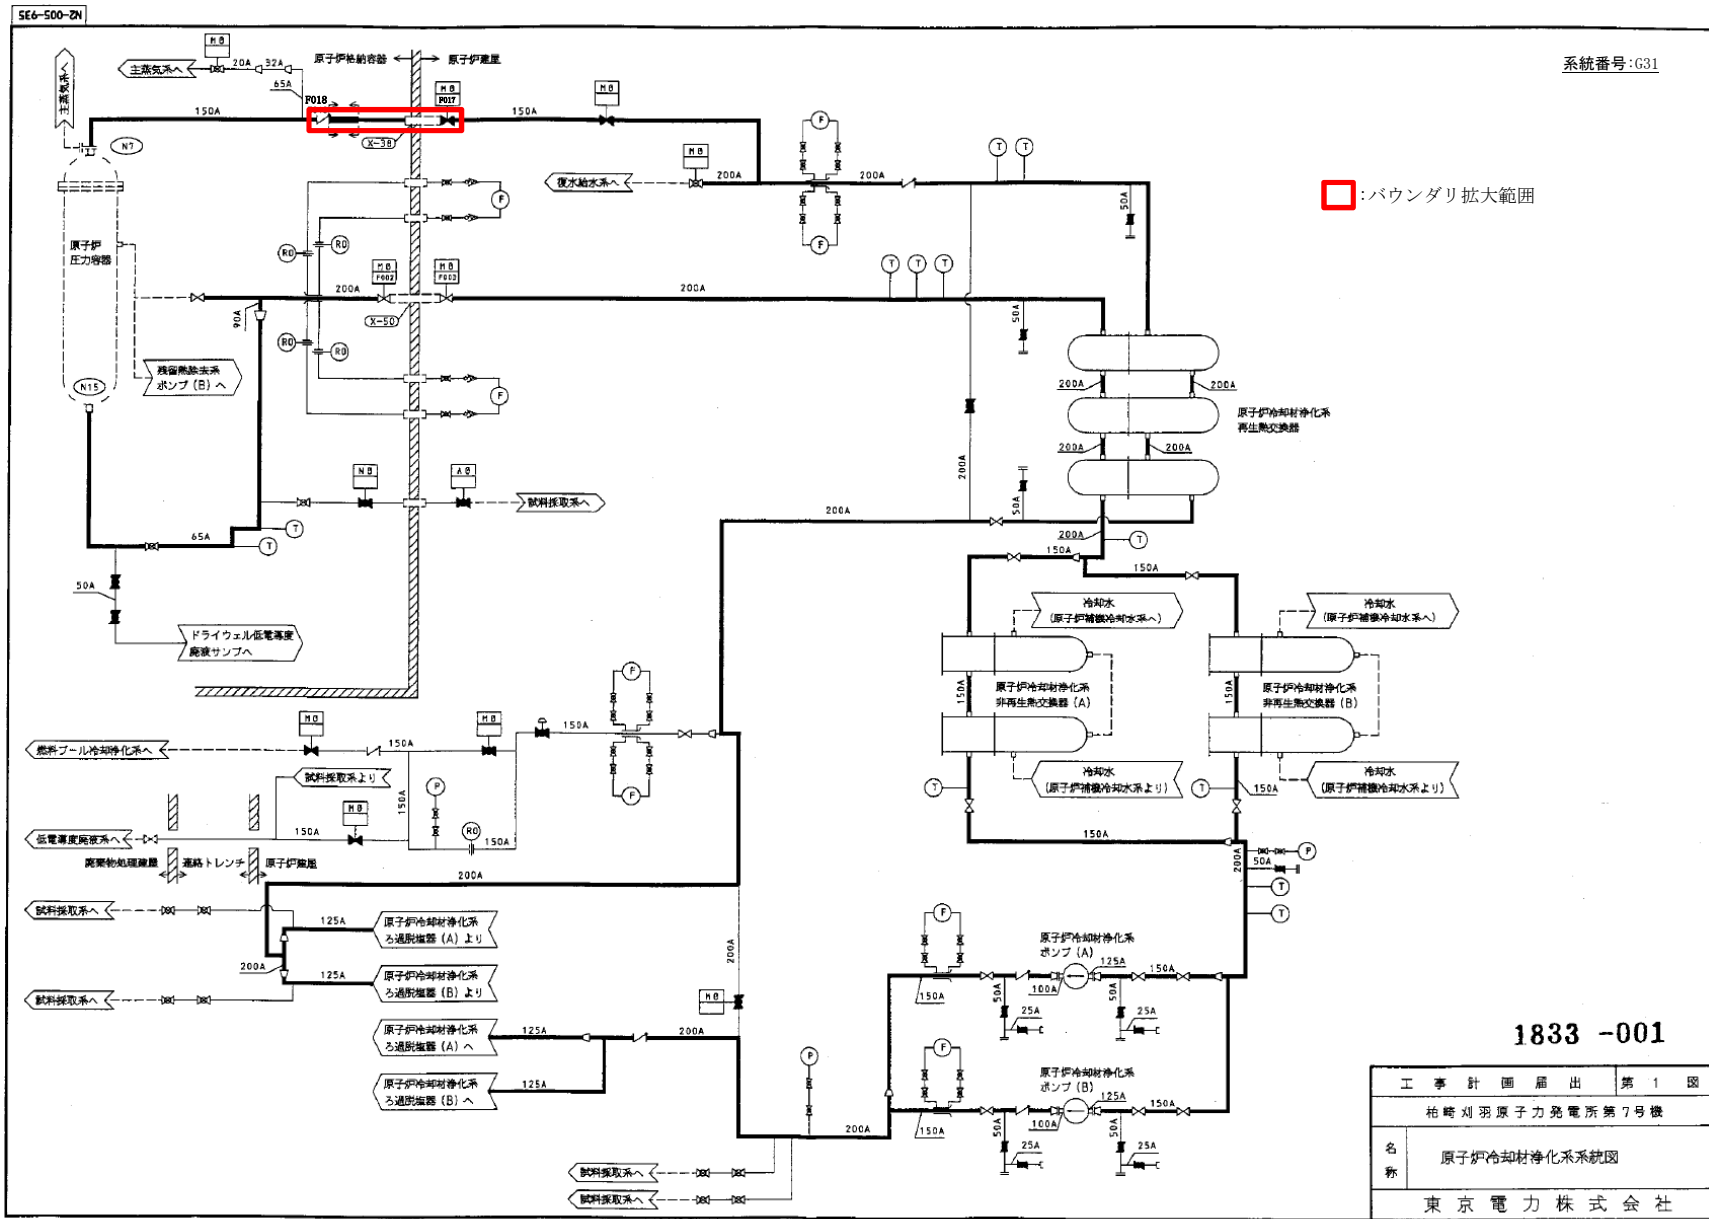 N2-005-935
系統番号:G31
主蒸気系へ
MO
20A
32A
原子炉格納容器
原子炉建屋
主蒸気系へ
65A
F018
MO
F017
MO
150A
150A
X-38
N7
MO
復水給水系へ
200A
F
200A
F
T
T
50A
:バウンダリ拡大範囲
F
RO
RO
原子炉
圧力容器
MO
F002
MO
F003
T
T
T
200A
200A
90A
X-50
50A
RO
RO
残留熱除去系
ポンプ(B)へ
N15
F
200A
200A
原子炉冷却材浄化系
再生熱交換器
200A
200A
200A
NO
AO
試料採取系へ
50A
200A
200A
T
65A
T
T
150A
150A
150A
50A
ドライウェル低電導度
廃液サンプへ
冷却水
(原子炉補機冷却水系へ)
冷却水
(原子炉補機冷却水系へ)
F
150A
原子炉冷却材浄化系
非再生熱交換器(A)
150A
原子炉冷却材浄化系
非再生熱交換器(B)
MO
MO
150A
燃料プール冷却浄化系へ
150A
試料採取系より
P
F
冷却水
(原子炉補機冷却水系より)
冷却水
(原子炉補機冷却水系より)
T
T
150A
150A
MO
RO
低電導度廃液系へ
150A
150A
150A
廃棄物処理建屋
連絡トレンチ
原子炉建屋
200A
P
50A
200A
T
T
試料採取系へ
125A
原子炉冷却材浄化系
ろ過脱塩器(A)より
200A
125A
原子炉冷却材浄化系
ろ過脱塩器(B)より
試料採取系へ
200A
MO
F
原子炉冷却材浄化系
ポンプ(A)
125A
150A
150A
100A
50A
50A
25A
25A
原子炉冷却材浄化系
ろ過脱塩器(A)へ
125A
200A
原子炉冷却材浄化系
ろ過脱塩器(B)へ
125A
P
F
原子炉冷却材浄化系
ポンプ(B)
125A
150A
200A
150A
100A
50A
50A
25A
25A
試料採取系へ
試料採取系へ
1833 -001
工事計画届出
第1図
柏崎刈羽原子力発電所第7号機
名称
原子炉冷却材浄化系系統図
東京電力株式会社